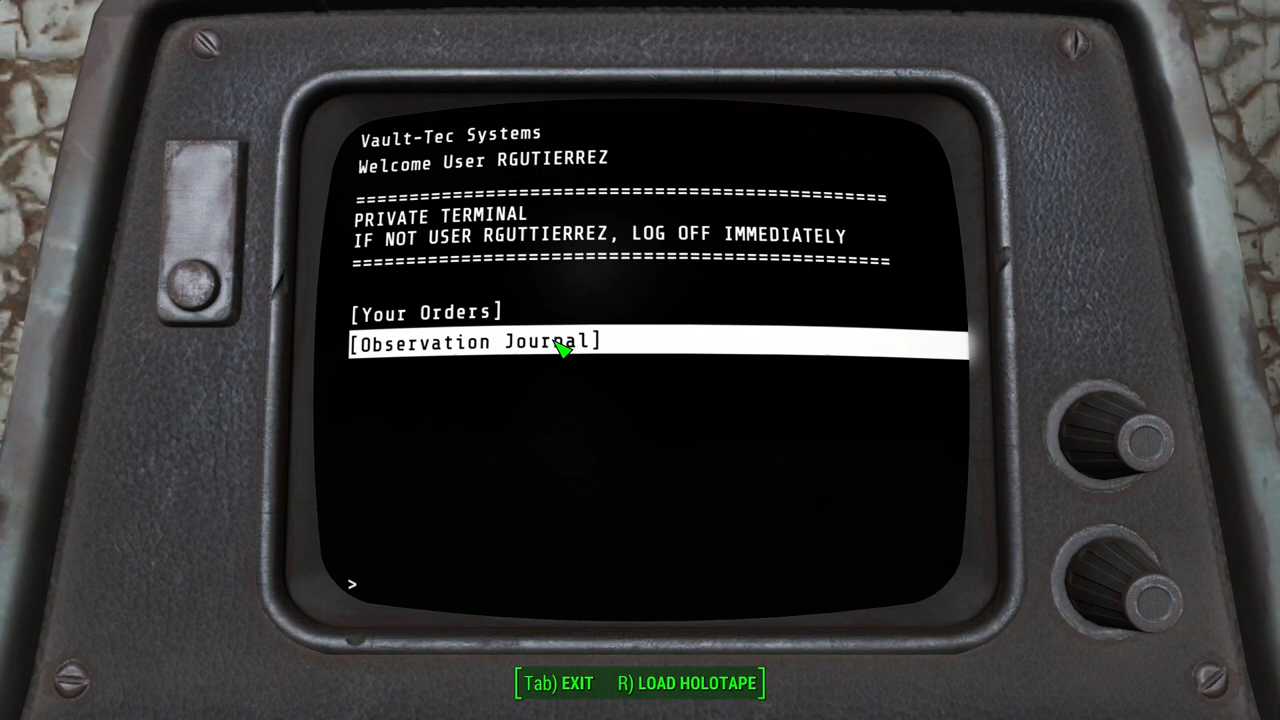 Vault-Tec Systems
Welcome User RGUTIERREZ
=================================================
PRIVATE TERMINAL
IF NOT USER RGUTTIERREZ, LOG OFF IMMEDIATELY
=================================================
[Your Orders]
[Observation Journal]
>
[Tab) EXIT R) LOAD HOLOTAPE]